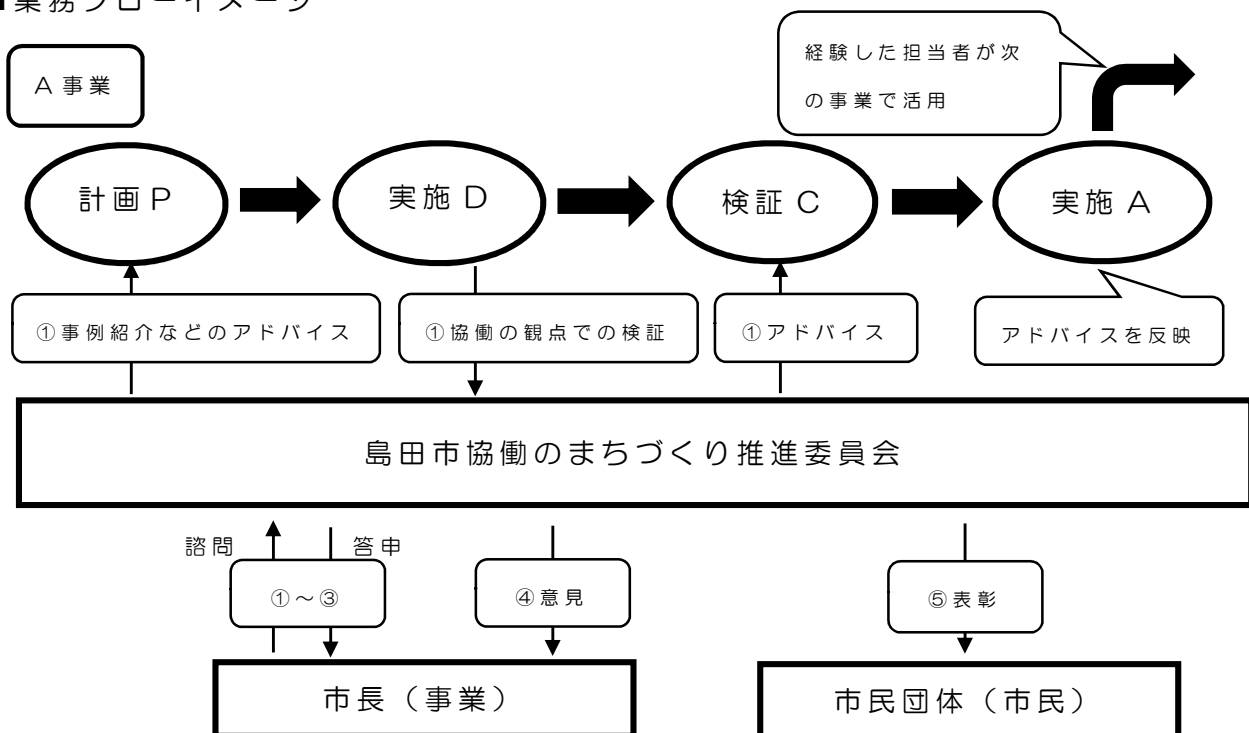 業務フローイメージ
経験した担当者が次
の事業で活用
A事業
計画P
実施D
検証C
実施A
①事例紹介などのアドバイス
①協働の観点での検証
①アドバイス
アドバイスを反映
島田市協働のまちづくり推進委員会
諮問
答申
①～③
④意見
⑤表彰
市長（事業）
市民団体（市民）